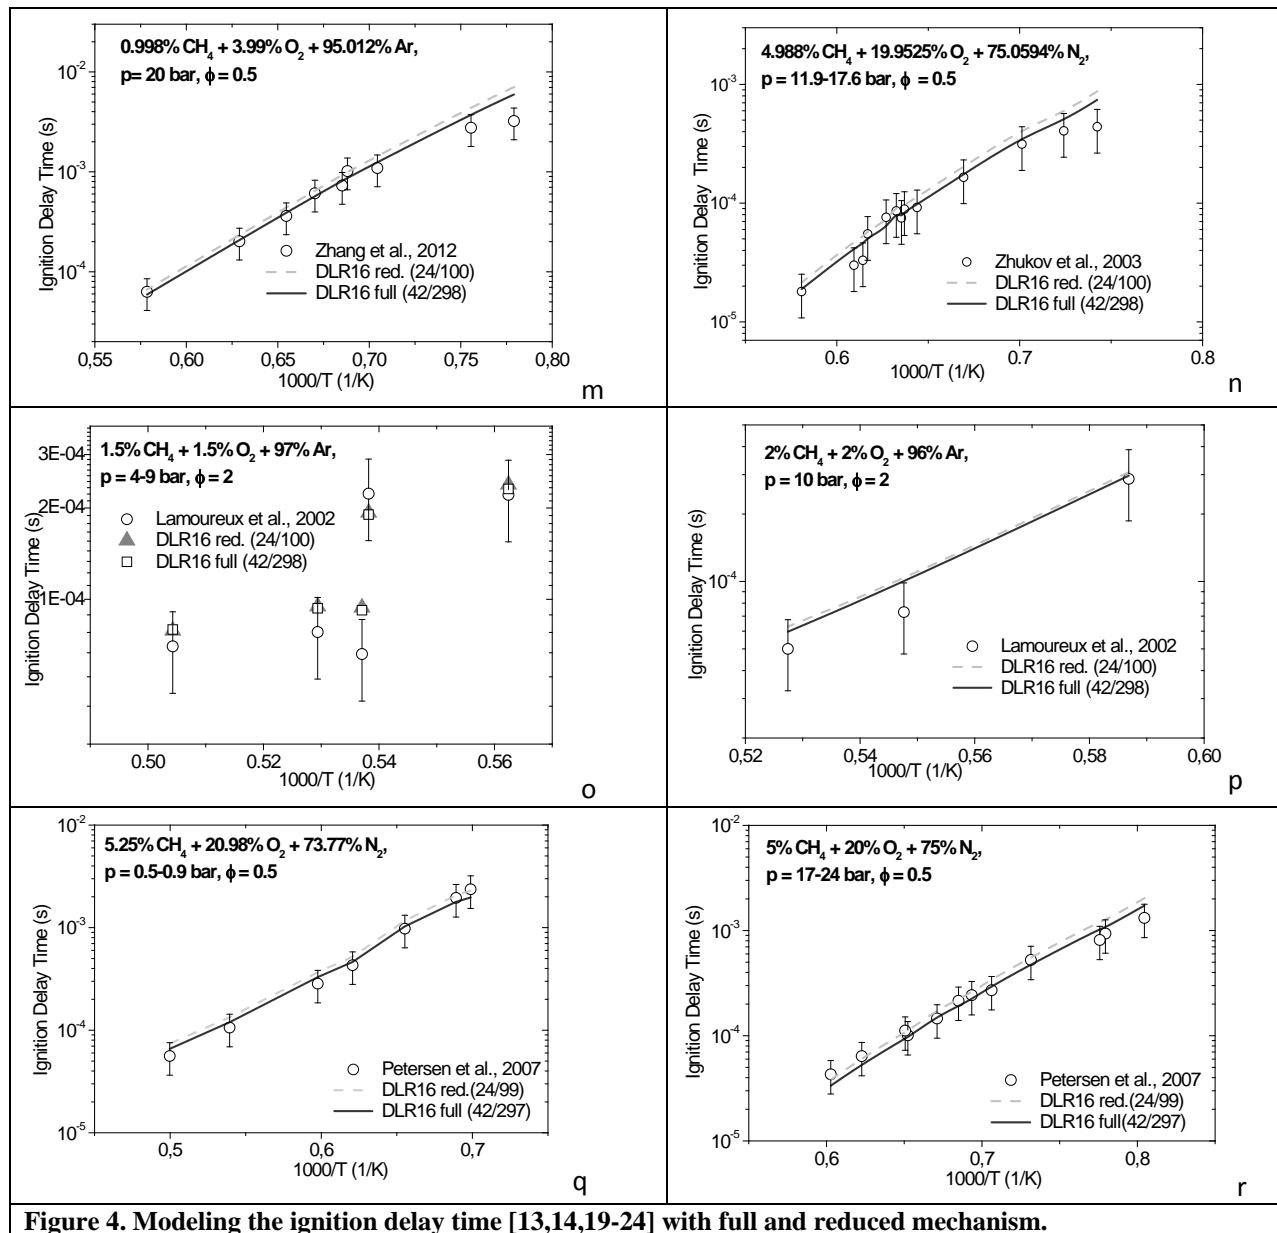 0.998% CH4 + 3.99% O2 + 95.012% Ar,
p= 20 bar, ϕ = 0.5
10-2
10-3
10-4
Ignition Delay Time (s)
Zhang et al., 2012
DLR16 red. (24/100)
DLR16 full (42/298)
0,55 0,60 0,65 0,70 0,75 0,80
1000/T (1/K)
m
4.988% CH4 + 19.9525% O2 + 75.0594% N2,
p = 11.9-17.6 bar, ϕ = 0.5
10-3
10-4
10-5
Ignition Delay Time (s)
Zhukov et al., 2003
DLR16 red. (24/100)
DLR16 full (42/298)
0.6 0.7 0.8
1000/T (1/K)
n
1.5% CH4 + 1.5% O2 + 97% Ar,
p = 4-9 bar, ϕ = 2
3E-04
2E-04
1E-04
Ignition Delay Time (s)
Lamoureux et al., 2002
DLR16 red. (24/100)
DLR16 full (42/298)
0.50 0.52 0.54 0.56
1000/T (1/K)
o
2% CH4 + 2% O2 + 96% Ar,
p = 10 bar, ϕ = 2
10-4
Ignition Delay Time (s)
Lamoureux et al., 2002
DLR16 red. (24/100)
DLR16 full (42/298)
0,52 0,54 0,56 0,58 0,60
1000/T (1/K)
p
5.25% CH4 + 20.98% O2 + 73.77% N2,
p = 0.5-0.9 bar, ϕ = 0.5
10-2
10-3
10-4
10-5
Ignition Delay Time (s)
Petersen et al., 2007
DLR16 red.(24/99)
DLR16 full (42/297)
0,5 0,6 0,7
1000/T (1/K)
q
5% CH4 + 20% O2 + 75% N2,
p = 17-24 bar, ϕ = 0.5
10-2
10-3
10-4
10-5
Ignition Delay Time (s)
Petersen et al., 2007
DLR16 red.(24/99)
DLR16 full(42/297)
0,6 0,7 0,8
1000/T (1/K)
r
Figure 4. Modeling the ignition delay time [13,14,19-24] with full and reduced mechanism.